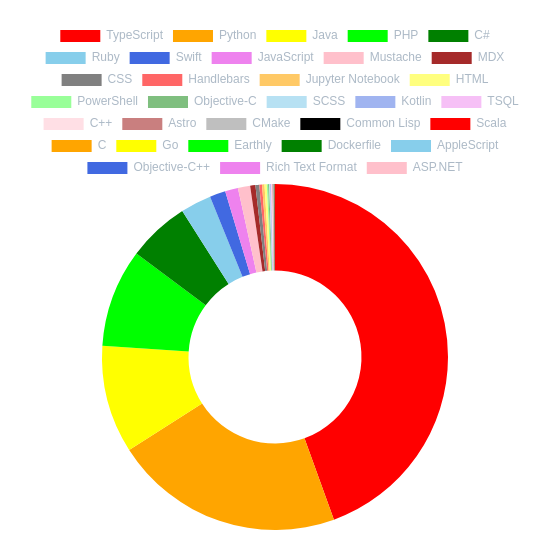 TypeScript Python Java PHP C#
Ruby Swift JavaScript Mustache MDX
CSS Handlebars Jupyter Notebook HTML
PowerShell Objective-C SCSS Kotlin TSQL
C++ Astro CMake Common Lisp Scala
C Go Earthly Dockerfile AppleScript
Objective-C++ Rich Text Format ASP.NET